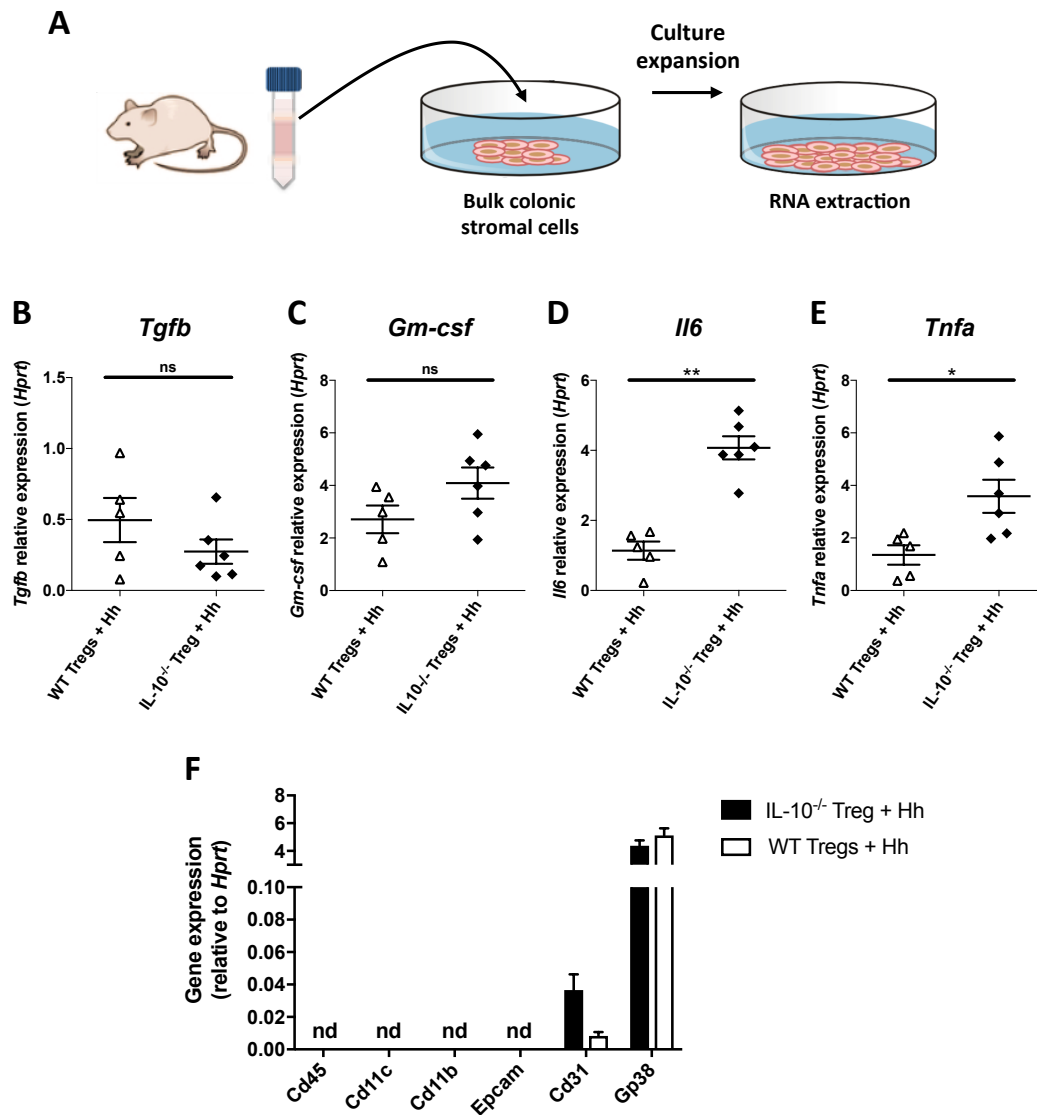 A
Culture
expansion
Bulk colonic
stromal cells
RNA extraction
B
Tgfb
Tgfb relative expression (Hprt)
1.5
1.0
0.5
0.0
ns
WT Tregs + Hh
IL-10-/- Treg + Hh
C
Gm-csf
Gm-csf relative expression (Hprt)
8
6
4
2
0
ns
WT Tregs + Hh
IL10-/- Tregs + Hh
D
Il6
Il6 relative expression (Hprt)
6
4
2
0
**
WT Tregs + Hh
IL-10-/- Treg + Hh
E
Tnfa
Tnfa relative expression (Hprt)
8
6
4
2
0
*
WT Tregs + Hh
IL-10-/- Treg + Hh
F
Gene expression
(relative to Hprt)
8
6
4
0.10
0.08
0.06
0.04
0.02
0.00
nd nd nd nd
Cd45
Cd11c
Cd11b
Epcam
Cd31
Gp38
IL-10-/- Treg + Hh
WT Tregs + Hh